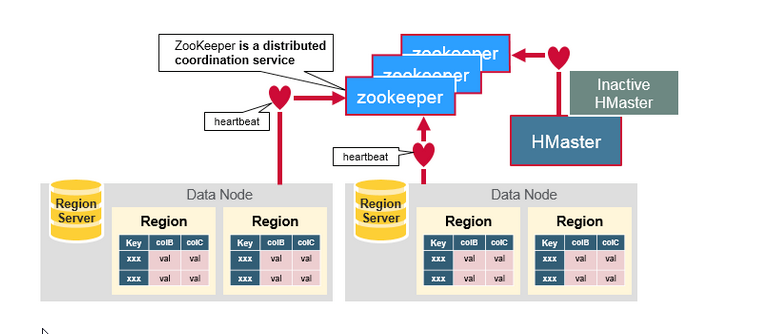 ZooKeeper is a distributed
coordination service
zookeeper
zookeeper
zookeeper
Inactive
HMaster
HMaster
heartbeat
heartbeat
Data Node
Region
Server
Region
Key colB colC
xxx val val
xxx val val
Region
Key colB colC
xxx val val
xxx val val
Data Node
Region
Server
Region
Key colB colC
xxx val val
xxx val val
Region
Key colB colC
xxx val val
xxx val val